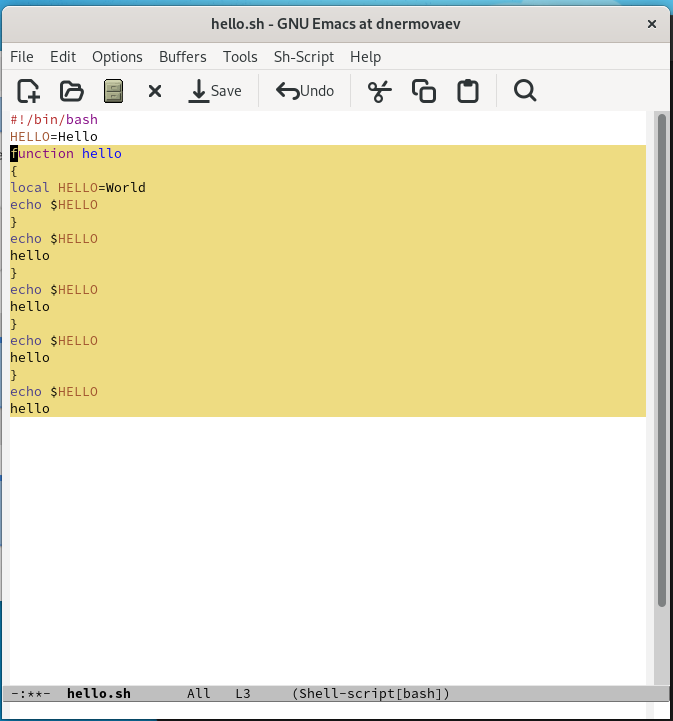 hello.sh - GNU Emacs at dnermovaev
File Edit Options Buffers Tools Sh-Script Help
Save Undo
#!/bin/bash
HELLO=Hello
function hello
{
local HELLO=World
echo $HELLO
}
echo $HELLO
hello
}
echo $HELLO
hello
}
echo $HELLO
hello
}
echo $HELLO
hello
-:**- hello.sh All L3 (Shell-script[bash])